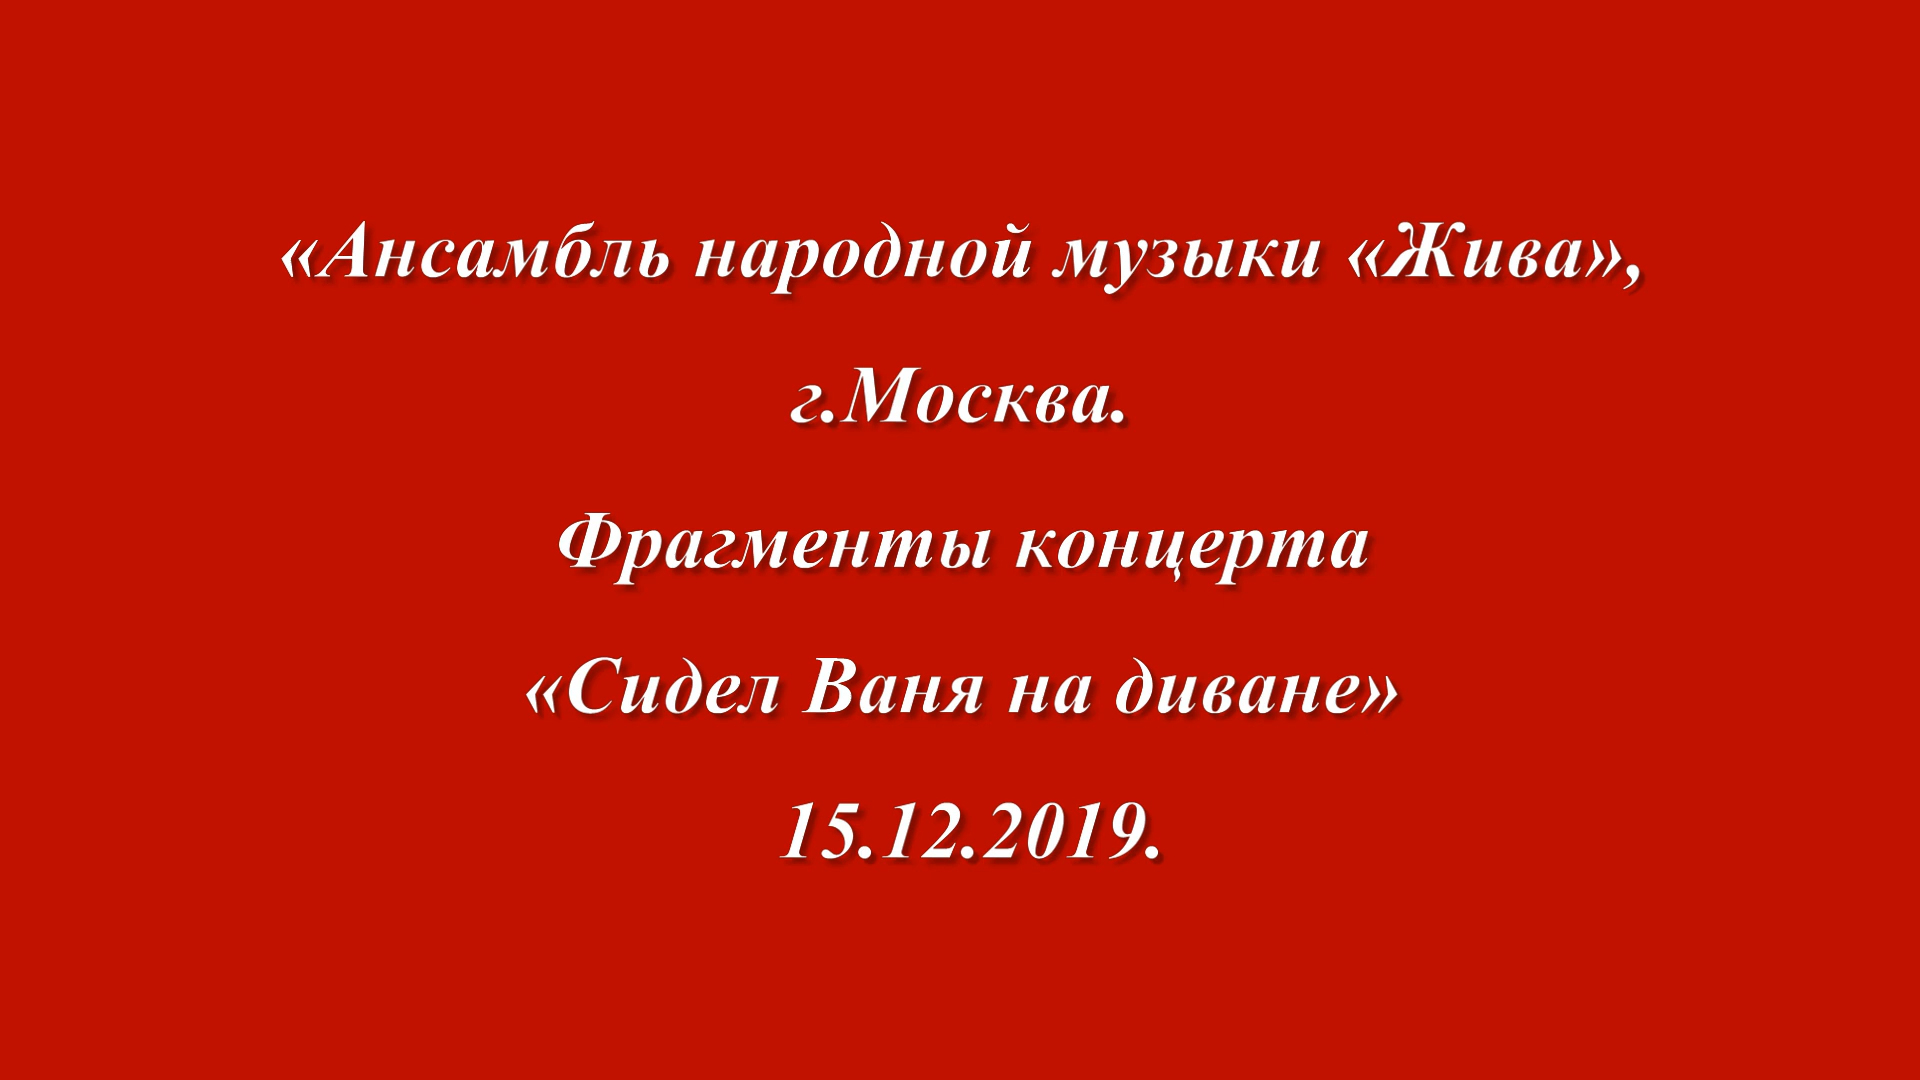 «Ансамбль народной музыки «Жива»,
г.Москва.
Фрагменты концерта
«Сидел Ваня на диване»
15.12.2019.